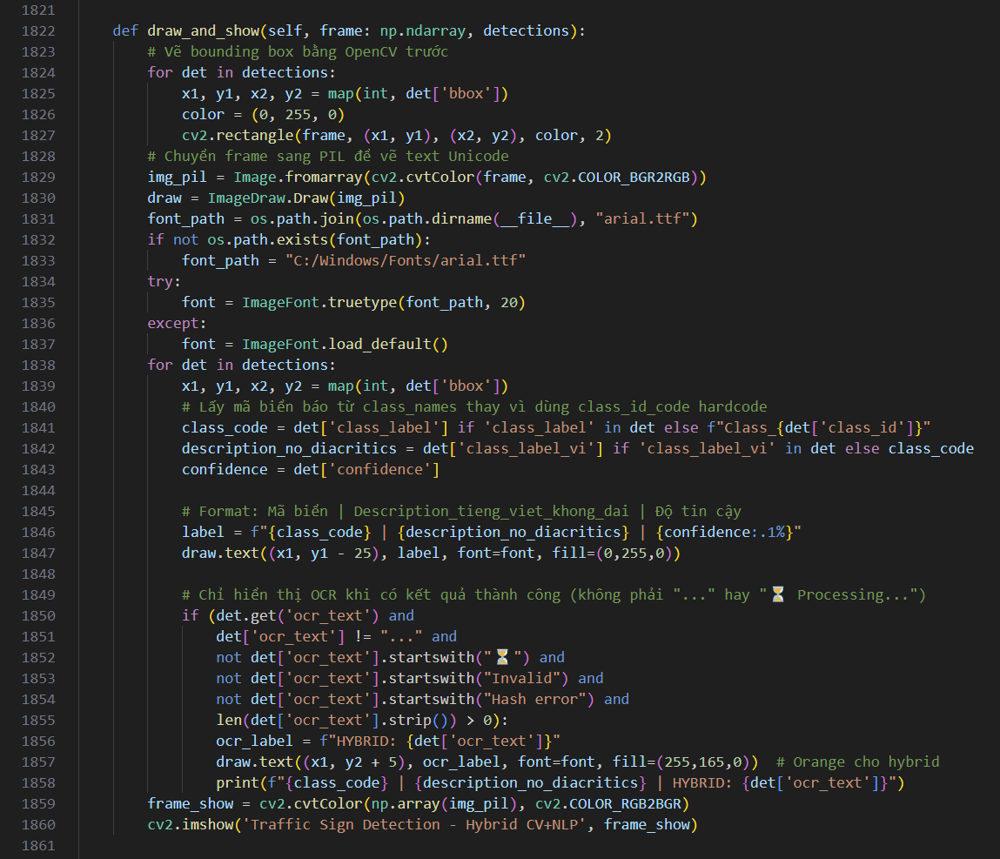 1821
1822 def draw_and_show(self, frame: np.ndarray, detections):
1823 # Vẽ bounding box bằng OpenCV trước
1824 for det in detections:
1825 x1, y1, x2, y2 = map(int, det['bbox'])
1826 color = (0, 255, 0)
1827 cv2.rectangle(frame, (x1, y1), (x2, y2), color, 2)
1828 # Chuyển frame sang PIL để vẽ text Unicode
1829 img_pil = Image.fromarray(cv2.cvtColor(frame, cv2.COLOR_BGR2RGB))
1830 draw = ImageDraw.Draw(img_pil)
1831 font_path = os.path.join(os.path.dirname(__file__), "arial.ttf")
1832 if not os.path.exists(font_path):
1833 font_path = "C:/Windows/Fonts/arial.ttf"
1834 try:
1835 font = ImageFont.truetype(font_path, 20)
1836 except:
1837 font = ImageFont.load_default()
1838 for det in detections:
1839 x1, y1, x2, y2 = map(int, det['bbox'])
1840 # Lấy mã biển báo từ class_names thay vì dùng class_id_code hardcode
1841 class_code = det['class_label'] if 'class_label' in det else f"Class_{det['class_id']}"
1842 description_no_diacritics = det['class_label_vi'] if 'class_label_vi' in det else class_code
1843 confidence = det['confidence']
1844
1845 # Format: Mã biển | Description_tieng_viet_khong_dai | Độ tin cậy
1846 label = f"{class_code} | {description_no_diacritics} | {confidence:.1%}"
1847 draw.text((x1, y1 - 25), label, font=font, fill=(0,255,0))
1848
1849 # Chỉ hiển thị OCR khi có kết quả thành công (không phải "..." hay "⏳ Processing...")
1850 if (det.get('ocr_text') and
1851 det['ocr_text'] != "..." and
1852 not det['ocr_text'].startswith("⏳") and
1853 not det['ocr_text'].startswith("Invalid") and
1854 not det['ocr_text'].startswith("Hash error") and
1855 len(det['ocr_text'].strip()) > 0):
1856 ocr_label = f"HYBRID: {det['ocr_text']}"
1857 draw.text((x1, y2 + 5), ocr_label, font=font, fill=(255,165,0))  # Orange cho hybrid
1858 print(f"{class_code} | {description_no_diacritics} | HYBRID: {det['ocr_text']}")
1859 frame_show = cv2.cvtColor(np.array(img_pil), cv2.COLOR_RGB2BGR)
1860 cv2.imshow('Traffic Sign Detection - Hybrid CV+NLP', frame_show)
1861